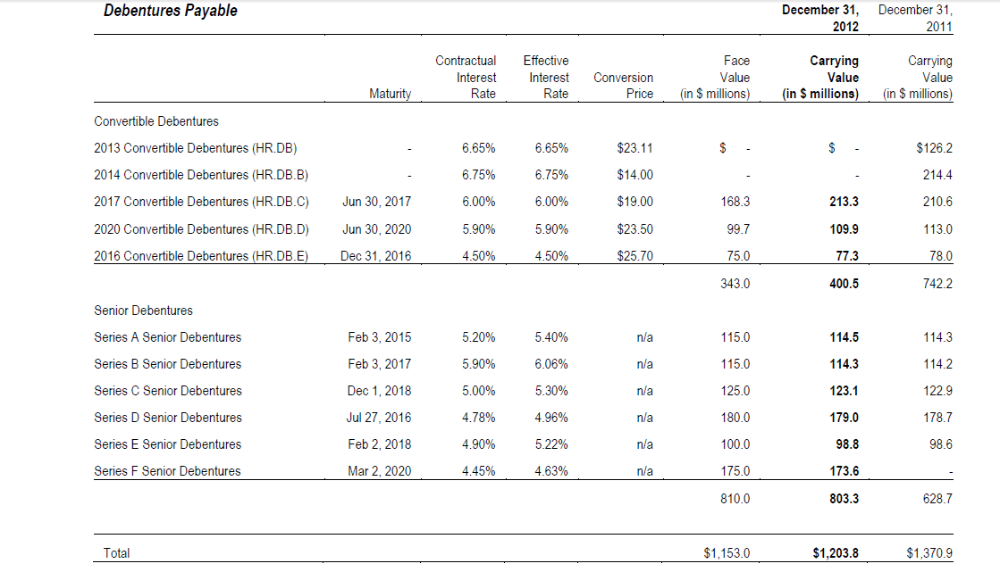 Debentures Payable December 31, December 31,
2012 2011
Contractual Effective Face Carrying Carrying
Interest Interest Conversion Value Value Value
Maturity Rate Rate Price (in $ millions) (in $ millions) (in $ millions)
Convertible Debentures
2013 Convertible Debentures (HR.DB) - 6.65% 6.65% $23.11 $ - $ - $126.2
2014 Convertible Debentures (HR.DB.B) - 6.75% 6.75% $14.00 - - 214.4
2017 Convertible Debentures (HR.DB.C) Jun 30, 2017 6.00% 6.00% $19.00 168.3 213.3 210.6
2020 Convertible Debentures (HR.DB.D) Jun 30, 2020 5.90% 5.90% $23.50 99.7 109.9 113.0
2016 Convertible Debentures (HR.DB.E) Dec 31, 2016 4.50% 4.50% $25.70 75.0 77.3 78.0
343.0 400.5 742.2
Senior Debentures
Series A Senior Debentures Feb 3, 2015 5.20% 5.40% n/a 115.0 114.5 114.3
Series B Senior Debentures Feb 3, 2017 5.90% 6.06% n/a 115.0 114.3 114.2
Series C Senior Debentures Dec 1, 2018 5.00% 5.30% n/a 125.0 123.1 122.9
Series D Senior Debentures Jul 27, 2016 4.78% 4.96% n/a 180.0 179.0 178.7
Series E Senior Debentures Feb 2, 2018 4.90% 5.22% n/a 100.0 98.8 98.6
Series F Senior Debentures Mar 2, 2020 4.45% 4.63% n/a 175.0 173.6 -
810.0 803.3 628.7
Total $1,153.0 $1,203.8 $1,370.9